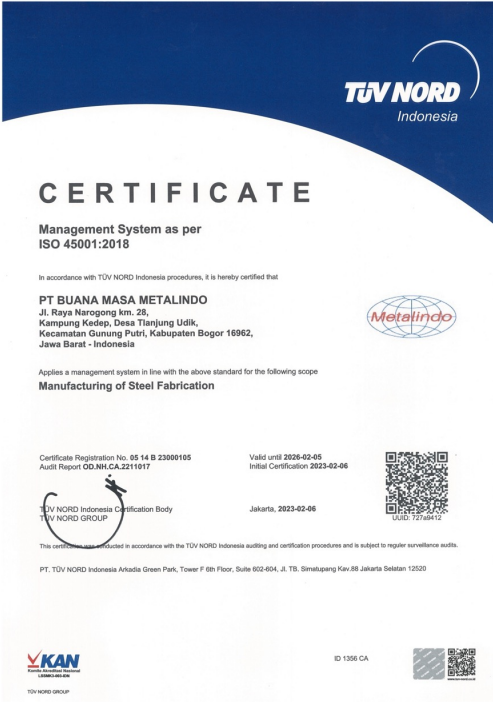 TÜV NORD
Indonesia
CERTIFICATE
Management System as per
ISO 45001:2018
In accordance with TÜV NORD Indonesia procedures, it is hereby certified that
PT BUANA MASA METALINDO
Jl. Raya Narogong km. 28,
Kampung Kedep, Desa Tlanjung Udik,
Kecamatan Gunung Putri, Kabupaten Bogor 16962,
Jawa Barat - Indonesia
Metalindo
Applies a management system in line with the above standard for the following scope
Manufacturing of Steel Fabrication
Certificate Registration No. 05 14 B 23000105
Audit Report OD.NH.CA.2211017
Valid until 2026-02-05
Initial Certification 2023-02-06
TÜV NORD Indonesia Certification Body
TÜV NORD GROUP
Jakarta, 2023-02-06
UUID: 727a9412
This certification was conducted in accordance with the TÜV NORD Indonesia auditing and certification procedures and is subject to reguler surveillance audits.
PT. TÜV NORD Indonesia Arkadia Green Park, Tower F 6th Floor, Suite 602-604, Jl. TB. Simatupang Kav.88 Jakarta Selatan 12520
KAN
Komite Akreditasi Nasional
ID 1356 CA
TÜV NORD GROUP